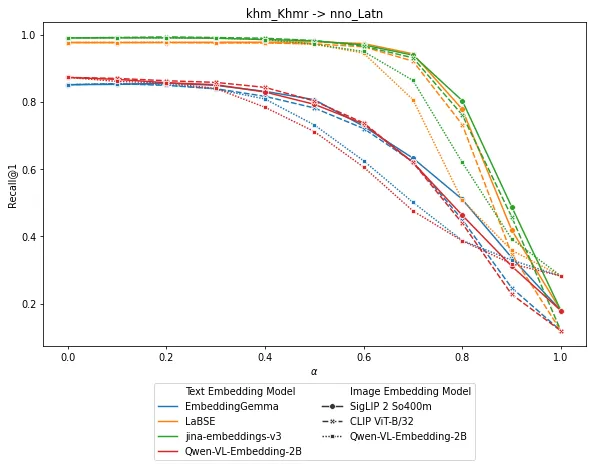 khm_Khmr -> nno_Latn
Recall@1
1.0
0.8
0.6
0.4
0.2
0.0 0.2 0.4 0.6 0.8 1.0
α
Text Embedding Model
EmbeddingGemma
LaBSE
jina-embeddings-v3
Qwen-VL-Embedding-2B
Image Embedding Model
SigLIP 2 So400m
CLIP ViT-B/32
Qwen-VL-Embedding-2B